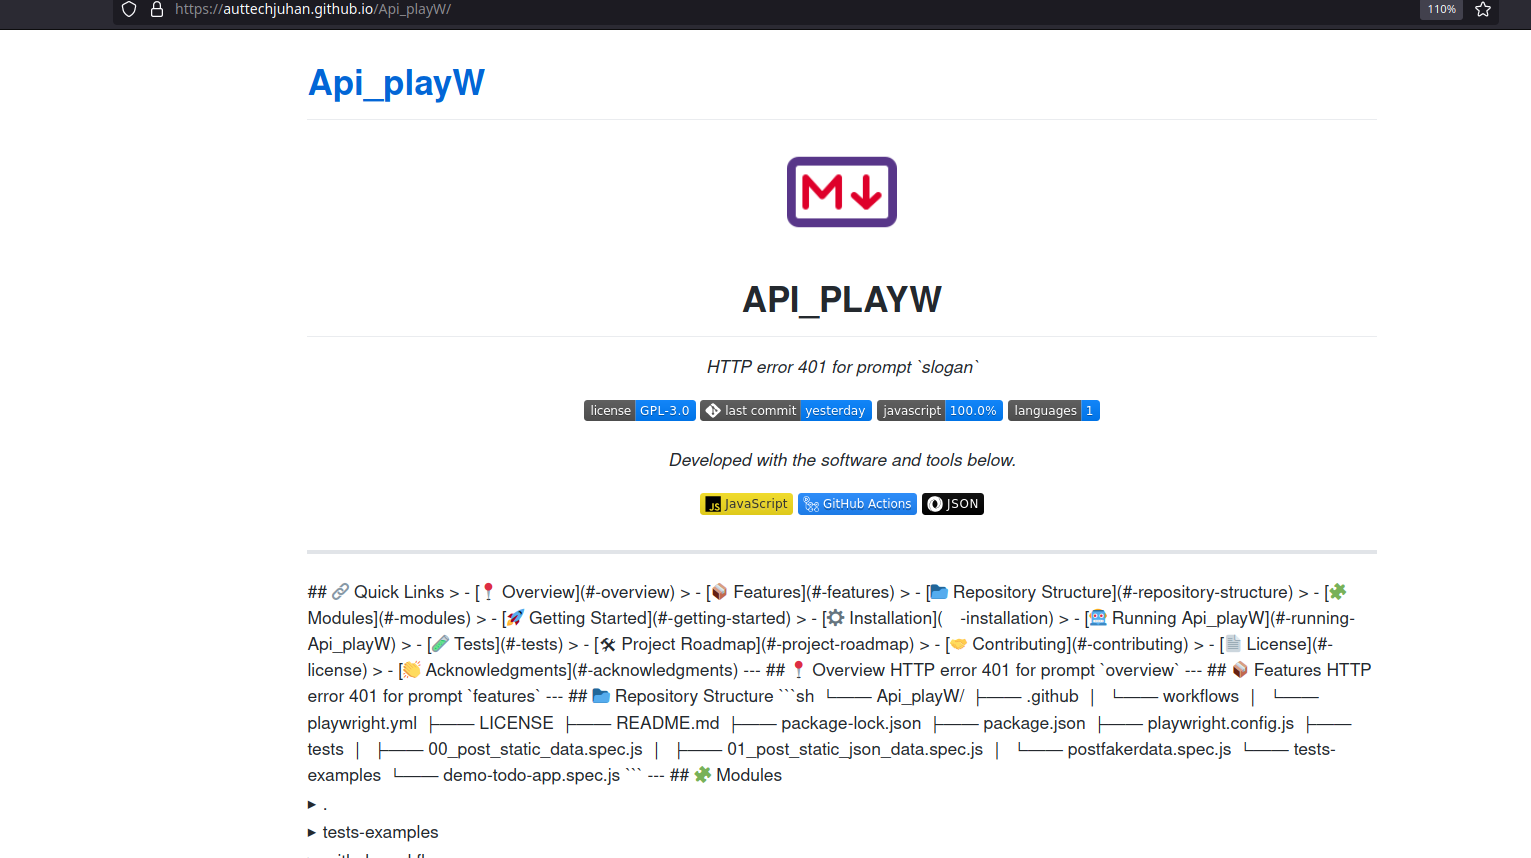 https://auttechjuhan.github.io/Api_playW/
110%
Api_playW
M
API_PLAYW
HTTP error 401 for prompt `slogan`
license GPL-3.0 last commit yesterday javascript 100.0% languages 1
Developed with the software and tools below.
JS JavaScript GitHub Actions JSON
## 🔗 Quick Links > - [📍 Overview](#-overview) > - [📦 Features](#-features) > - [📂 Repository Structure](#-repository-structure) > - [🧩
Modules](#-modules) > - [🚀 Getting Started](#-getting-started) > - [⚙️ Installation]( -installation) > - [🤖 Running Api_playW](#-running-
Api_playW) > - [🧪 Tests](#-tests) > - [🛠 Project Roadmap](#-project-roadmap) > - [🤝 Contributing](#-contributing) > - [📄 License](#-
license) > - [👏 Acknowledgments](#-acknowledgments) --- ## 📍 Overview HTTP error 401 for prompt `overview` --- ## 📦 Features HTTP
error 401 for prompt `features` --- ## 📂 Repository Structure ```sh └── Api_playW/ ├── .github │ └── workflows │ └──
playwright.yml ├── LICENSE ├── README.md ├── package-lock.json ├── package.json ├── playwright.config.js ├──
tests │ ├── 00_post_static_data.spec.js │ ├── 01_post_static_json_data.spec.js │ └── postfakerdata.spec.js └── tests-
examples └── demo-todo-app.spec.js ``` --- ## 🧩 Modules
▶ .
▶ tests-examples